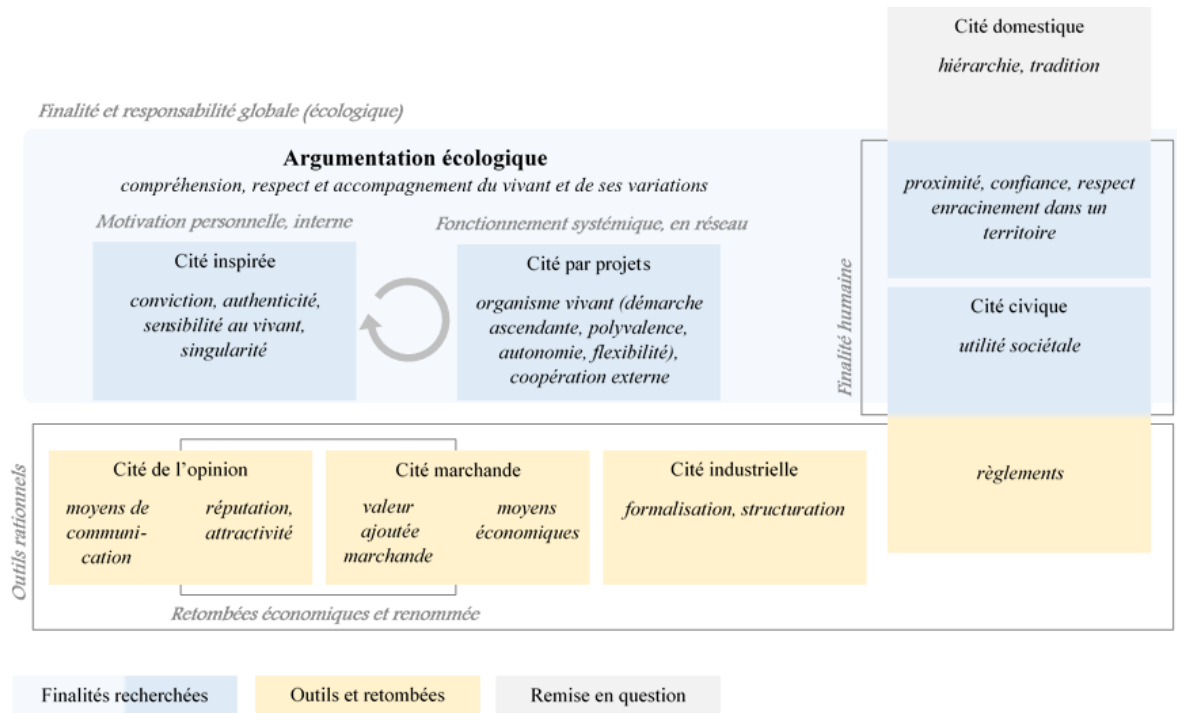 Cité domestique
hiérarchie, tradition
Finalité et responsabilité globale (écologique)
Argumentation écologique
compréhension, respect et accompagnement du vivant et de ses variations
Motivation personnelle, interne
Fonctionnement systémique, en réseau
Cité inspirée
conviction, authenticité,
sensibilité au vivant,
singularité
Cité par projets
organisme vivant (démarche
ascendante, polyvalence,
autonomie, flexibilité),
coopération externe
Finalité humaine
proximité, confiance, respect
enracinement dans un
territoire
Cité civique
utilité sociétale
règlements
Outils rationnels
Cité de l’opinion
moyens de
communi-
cation
réputation,
attractivité
Cité marchande
valeur
ajoutée
marchande
moyens
économiques
Cité industrielle
formalisation, structuration
Retombées économiques et renommée
Finalités recherchées
Outils et retombées
Remise en question